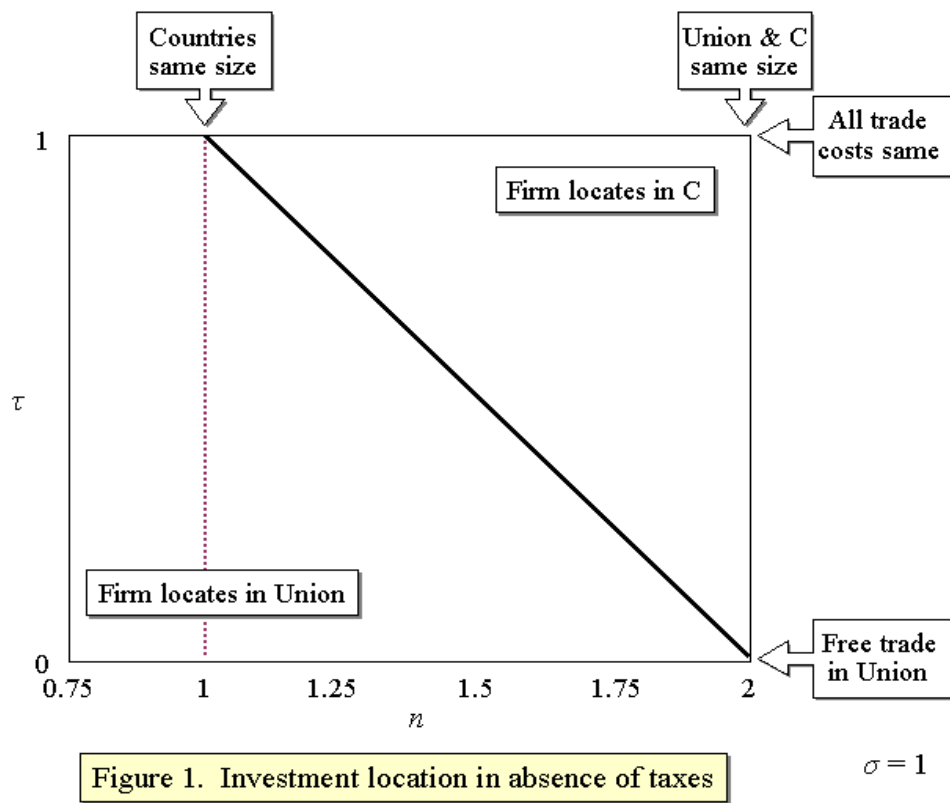 Countries
same size
Union & C
same size
All trade
costs same
1
Firm locates in C
τ
Firm locates in Union
Free trade
in Union
0
0.75 1 1.25 1.5 1.75 2
n
Figure 1. Investment location in absence of taxes
σ = 1